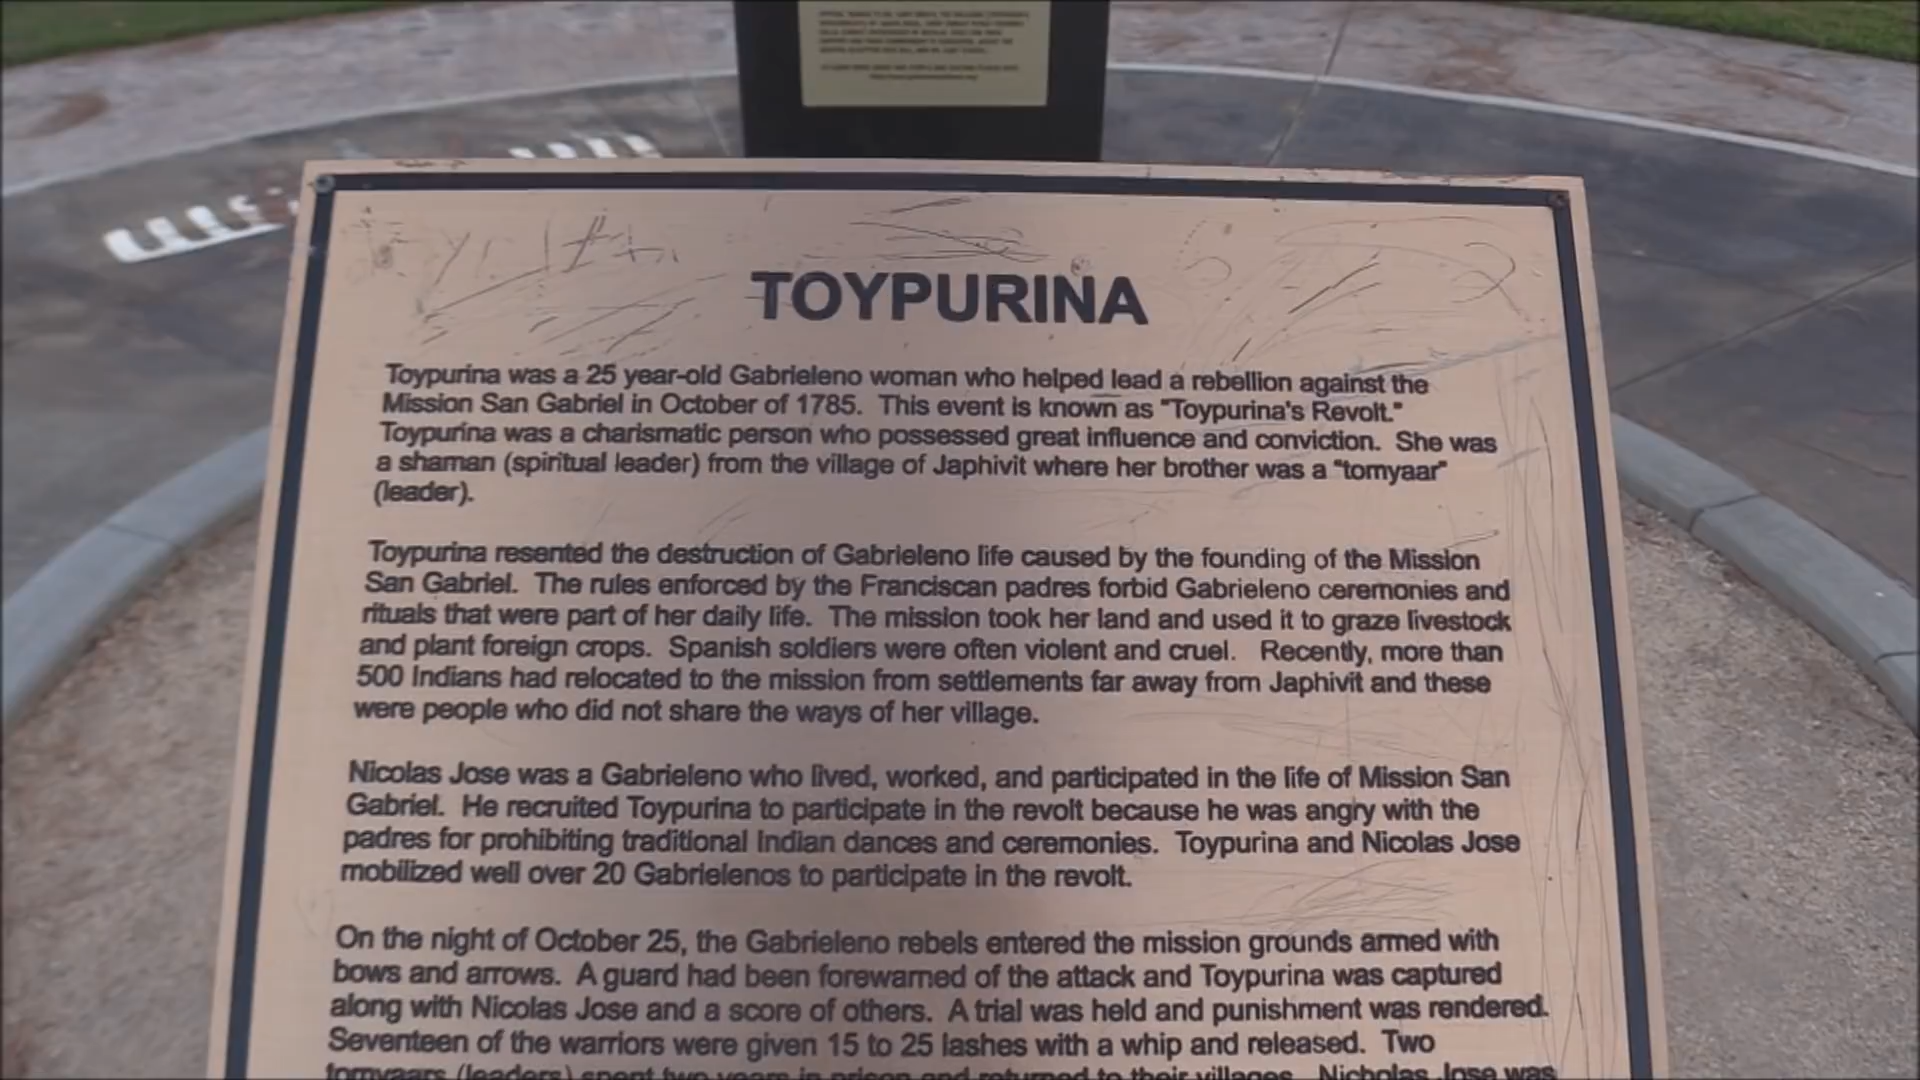 TOYPURINA
Toypurina was a 25 year-old Gabrieleno woman who helped lead a rebellion against the
Mission San Gabriel in October of 1785. This event is known as "Toypurina's Revolt."
Toypurina was a charismatic person who possessed great influence and conviction. She was
a shaman (spiritual leader) from the village of Japhivit where her brother was a "tomyaar"
(leader).
Toypurina resented the destruction of Gabrieleno life caused by the founding of the Mission
San Gabriel. The rules enforced by the Franciscan padres forbid Gabrieleno ceremonies and
rituals that were part of her daily life. The mission took her land and used it to graze livestock
and plant foreign crops. Spanish soldiers were often violent and cruel. Recently, more than
500 Indians had relocated to the mission from settlements far away from Japhivit and these
were people who did not share the ways of her village.
Nicolas Jose was a Gabrieleno who lived, worked, and participated in the life of Mission San
Gabriel. He recruited Toypurina to participate in the revolt because he was angry with the
padres for prohibiting traditional Indian dances and ceremonies. Toypurina and Nicolas Jose
mobilized well over 20 Gabrielenos to participate in the revolt.
On the night of October 25, the Gabrieleno rebels entered the mission grounds armed with
bows and arrows. A guard had been forewarned of the attack and Toypurina was captured
along with Nicolas Jose and a score of others. A trial was held and punishment was rendered.
Seventeen of the warriors were given 15 to 25 lashes with a whip and released. Two
tomyaars (leaders) spent two years in prison and returned to their villages. Nicholas Jose was